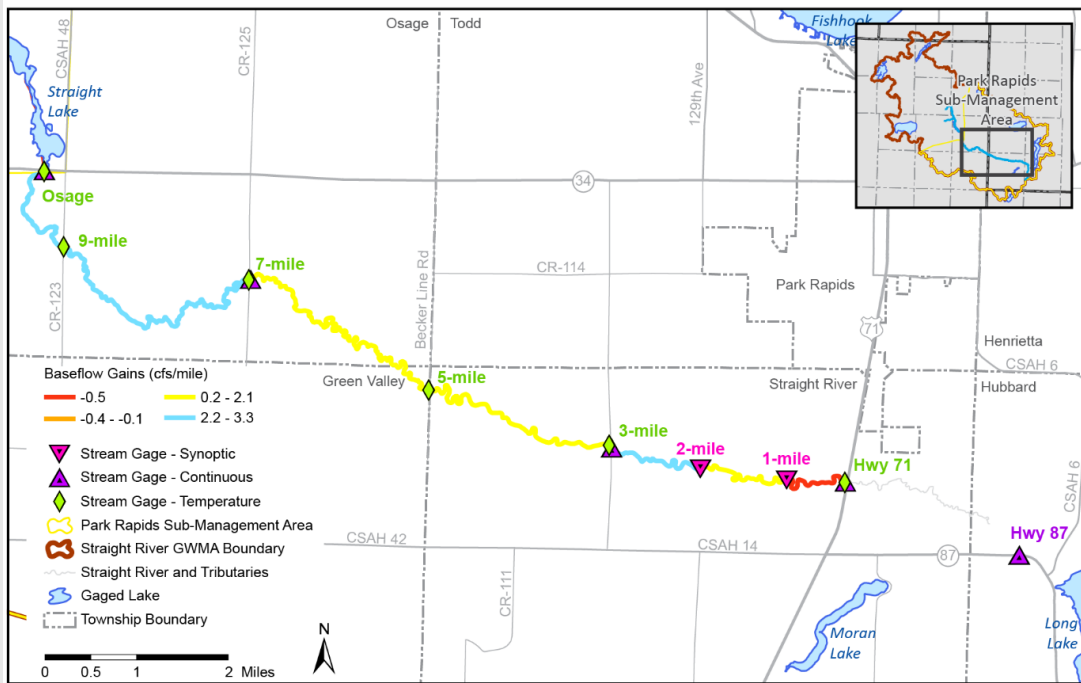 CSAH 48
CR-125
Osage
Todd
Fishhook
Lake
Straight
Lake
129th Ave
Park Rapids
Sub-Management
Area
Osage
34
9-mile
7-mile
CR-123
Becker Line Rd
CR-114
Park Rapids
71
Henrietta
CSAH 6
Hubbard
Green Valley
5-mile
Straight River
Baseflow Gains (cfs/mile)
-0.5
0.2 - 2.1
-0.4 - -0.1
2.2 - 3.3
3-mile
2-mile
1-mile
Hwy 71
CSAH 6
Stream Gage - Synoptic
Stream Gage - Continuous
Stream Gage - Temperature
Park Rapids Sub-Management Area
Straight River GWMA Boundary
Straight River and Tributaries
Gaged Lake
Township Boundary
CSAH 42
CSAH 14
87
Hwy 87
CR-111
Moran
Lake
Long
Lake
N
0 0.5 1 2 Miles